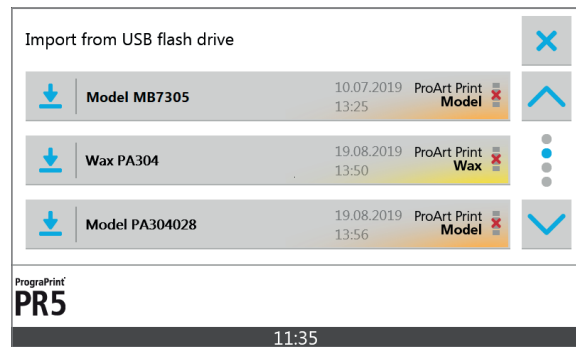 Import from USB flash drive
Model MB7305
10.07.2019
13:25
ProArt Print
Model
Wax PA304
19.08.2019
13:50
ProArt Print
Wax
Model PA304028
19.08.2019
13:56
ProArt Print
Model
PrograPrint
PR5
11:35